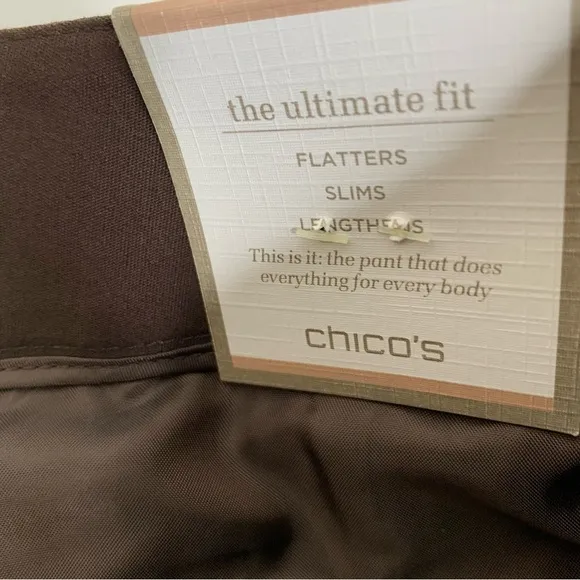 the ultimate fit
FLATTERS
SLIMS
LENGTHENS
This is it: the pant that does
everything for every body
chico's